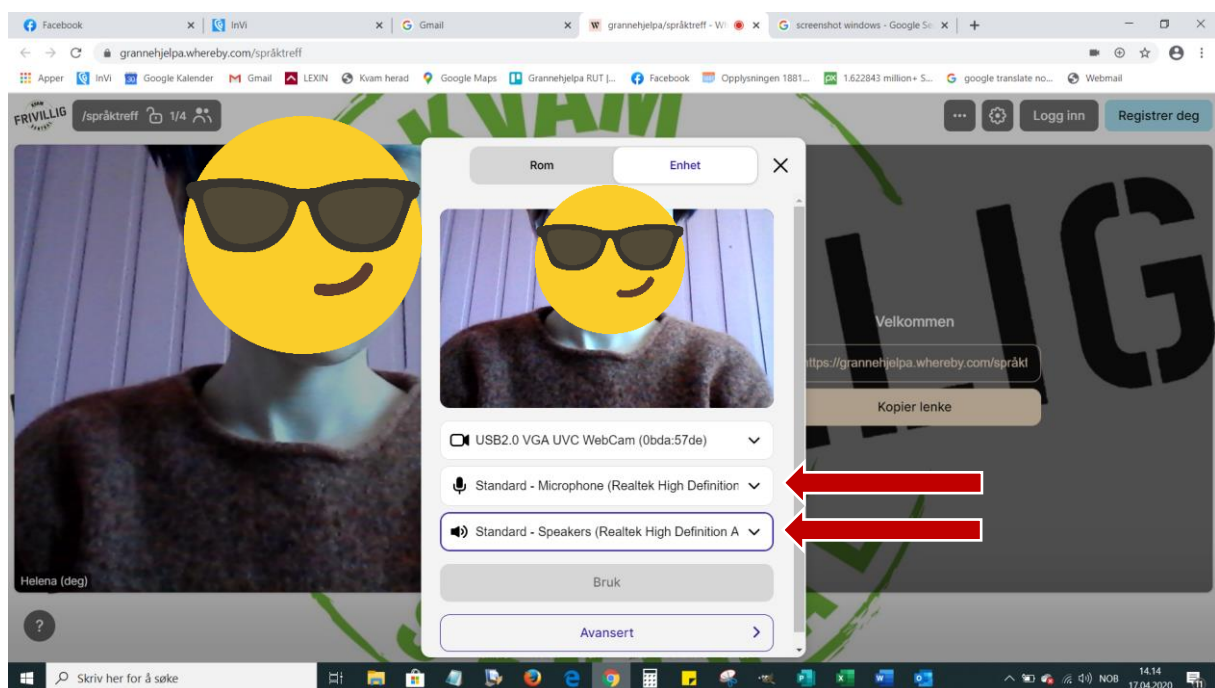 Facebook
InVi
Gmail
grannehjelpa/språktreff - W
screenshot windows - Google Se
grannehjelpa.whereby.com/språktreff
Apper InVi Google Kalender Gmail LEXIN Kvam herad Google Maps Grannehjelpa RUT |... Facebook Opplysningen 1881... 1.622843 million+ S... google translate no... Webmail
KVAM
FRIVILLIG
SENTRAL
/språktreff 1/4
KVAM
Logg inn
Registrer deg
Rom
Enhet
Velkommen
https://grannehjelpa.whereby.com/språkt
Kopier lenke
USB2.0 VGA UVC WebCam (0bda:57de)
Standard - Microphone (Realtek High Definition
Standard - Speakers (Realtek High Definition A
Bruk
Avansert
Helena (deg)
?
Skriv her for å søke
NOB
14.14
17.04.2020